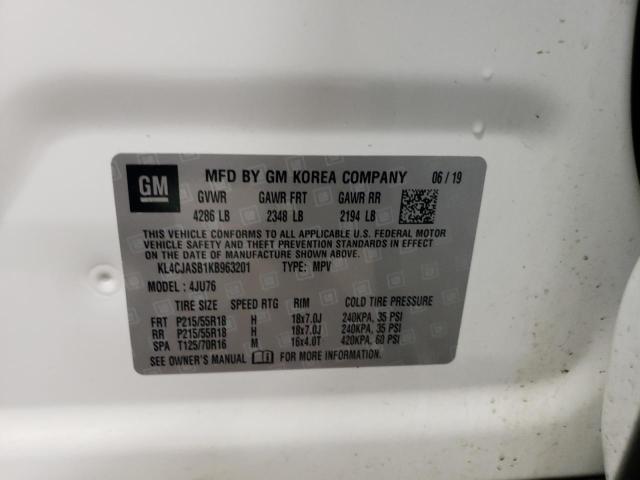 GM
MFD BY GM KOREA COMPANY 06 / 19
GVWR GAWR FRT GAWR RR
4286 LB 2348 LB 2194 LB
THIS VEHICLE CONFORMS TO ALL APPLICABLE U.S. FEDERAL MOTOR
VEHICLE SAFETY AND THEFT PREVENTION STANDARDS IN EFFECT ON
THE DATE OF MANUFACTURE SHOWN ABOVE.
KL4CJASB1KB963201 TYPE: MPV
MODEL : 4JU76
TIRE SIZE SPEED RTG RIM COLD TIRE PRESSURE
FRT P215/55R18 H 18x7.0J 240KPA, 35 PSI
RR P215/55R18 H 18x7.0J 240KPA, 35 PSI
SPA T125/70R16 M 16x4.0T 420KPA, 60 PSI
SEE OWNER'S MANUAL FOR MORE INFORMATION.